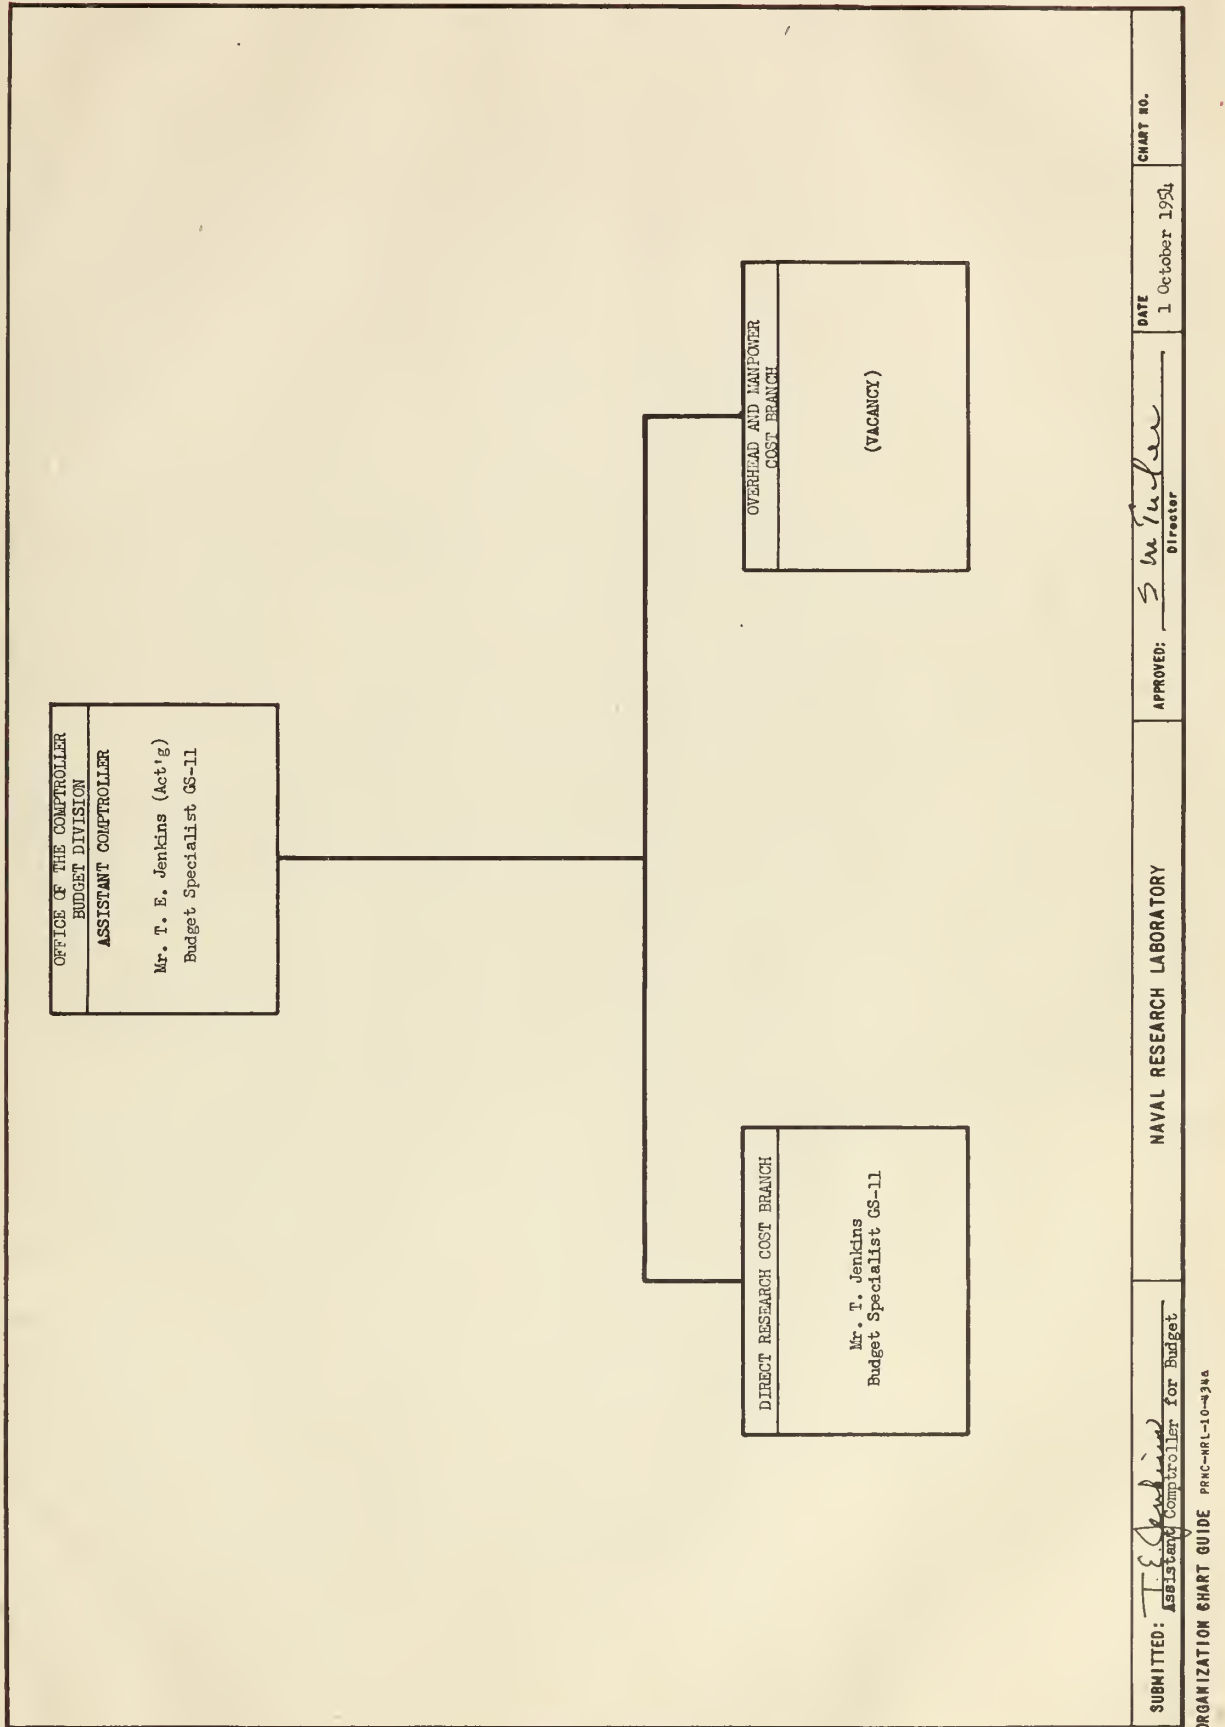 OFFICE OF THE COMPTROLLER
BUDGET DIVISION
ASSISTANT COMPTROLLER
Mr. T. E. Jenkins (Act'g)
Budget Specialist GS-11
DIRECT RESEARCH COST BRANCH
Mr. T. Jenkins
Budget Specialist GS-11
OVERHEAD AND MANPOWER
COST BRANCH
(VACANCY)
SUBMITTED: T. E. Jenkins
Assistant Comptroller for Budget
NAVAL RESEARCH LABORATORY
APPROVED:
Director
DATE
1 October 1954
CHART NO.
ORGANIZATION CHART GUIDE PRNC-NRL-10-434a